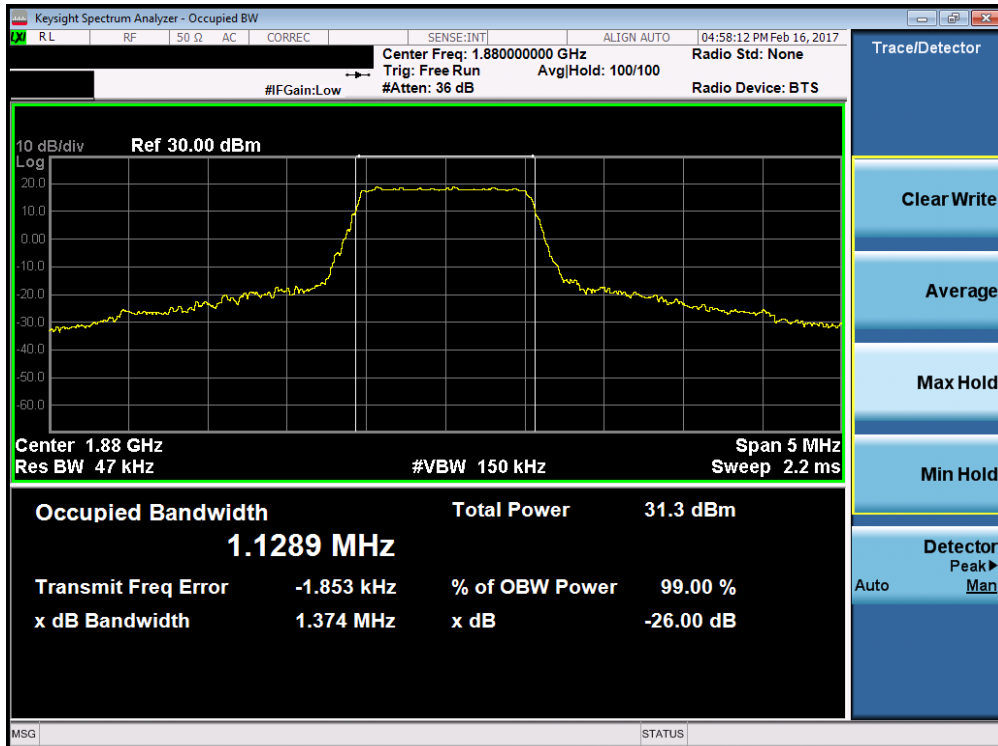 Keysight Spectrum Analyzer - Occupied BW
LXI RL RF 50 Ω AC CORREC SENSE:INT ALIGN AUTO 04:58:12 PM Feb 16, 2017
Center Freq: 1.880000000 GHz Radio Std: None
Trig: Free Run Avg|Hold: 100/100
#IFGain:Low #Atten: 36 dB Radio Device: BTS
10 dB/div Ref 30.00 dBm
Log
20.0
10.0
0.00
-10.0
-20.0
-30.0
-40.0
-50.0
-60.0
Center 1.88 GHz Span 5 MHz
Res BW 47 kHz #VBW 150 kHz Sweep 2.2 ms
Occupied Bandwidth Total Power 31.3 dBm
1.1289 MHz
Transmit Freq Error -1.853 kHz % of OBW Power 99.00 %
x dB Bandwidth 1.374 MHz x dB -26.00 dB
Trace/Detector
Clear Write
Average
Max Hold
Min Hold
Detector
Peak▶
Auto Man
MSG STATUS